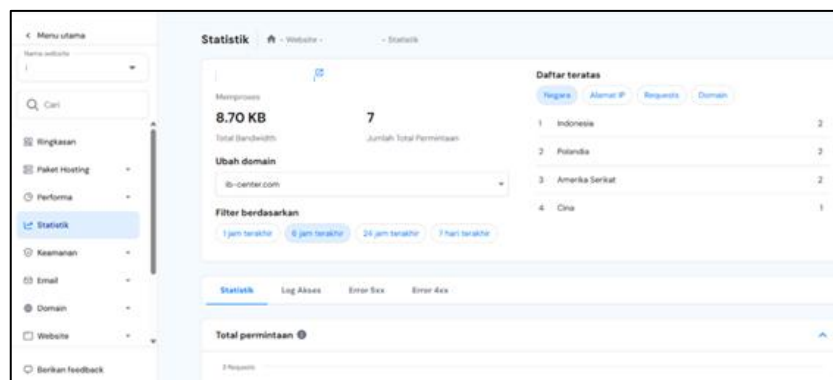 Menu utama
Nama website
i
Cari
Ringkasan
Paket Hosting
Performa
Statistik
Keamanan
Email
Domain
Website
Berikan feedback
Statistik - Website - - Statistik
Memproses
8.70 KB 7
Total Bandwidth Jumlah Total Permintaan
Ubah domain
ib-center.com
Filter berdasarkan
1 jam terakhir 6 jam terakhir 24 jam terakhir 7 hari terakhir
Daftar teratas
Negara Alamat IP Requests Domain
1 Indonesia 2
2 Polandia 2
3 Amerika Serikat 2
4 Cina 1
Statistik Log Akses Error 5xx Error 4xx
Total permintaan
Requests